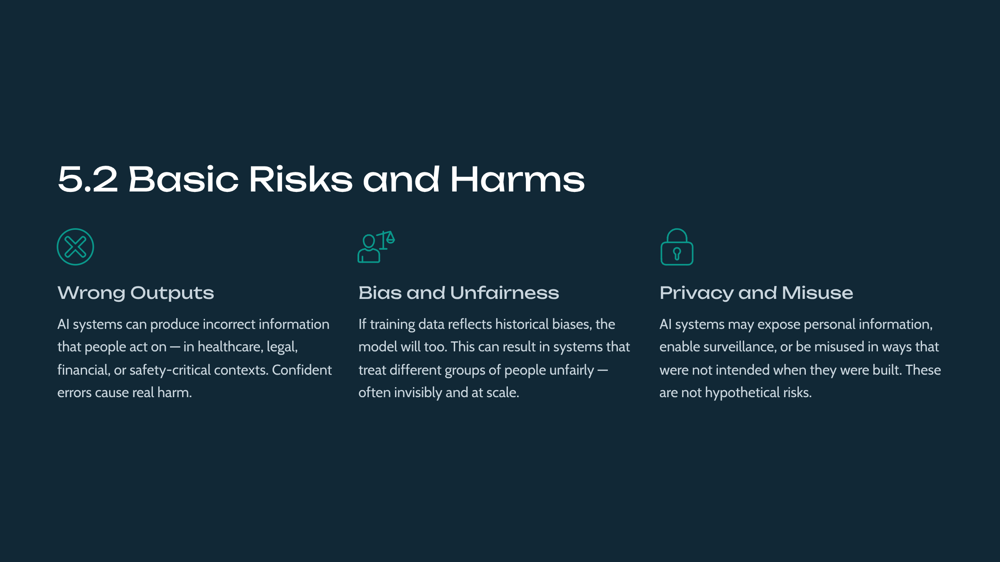 5.2 Basic Risks and Harms
Wrong Outputs
AI systems can produce incorrect information
that people act on — in healthcare, legal,
financial, or safety-critical contexts. Confident
errors cause real harm.
Bias and Unfairness
If training data reflects historical biases, the
model will too. This can result in systems that
treat different groups of people unfairly —
often invisibly and at scale.
Privacy and Misuse
AI systems may expose personal information,
enable surveillance, or be misused in ways that
were not intended when they were built. These
are not hypothetical risks.